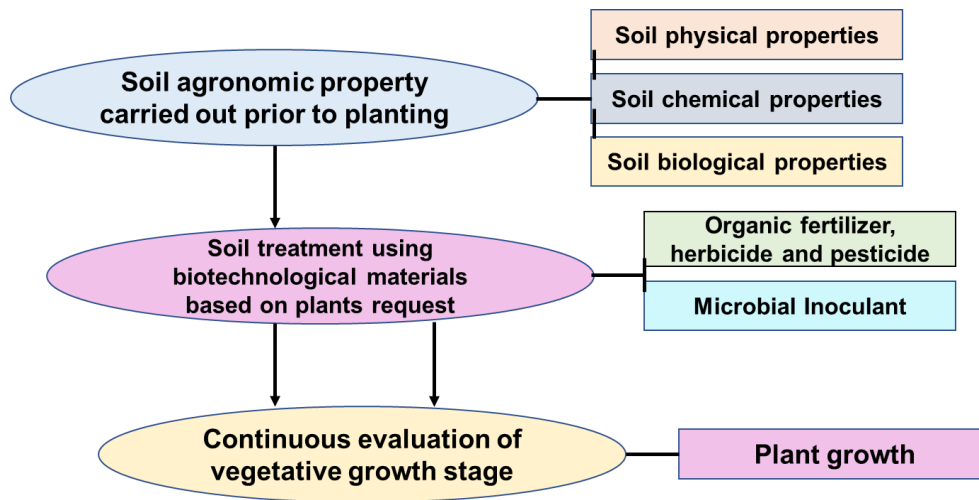 Soil physical properties
Soil agronomic property
carried out prior to planting
Soil chemical properties
Soil biological properties
Organic fertilizer,
herbicide and pesticide
Soil treatment using
biotechnological materials
based on plants request
Microbial Inoculant
Continuous evaluation of
vegetative growth stage
Plant growth